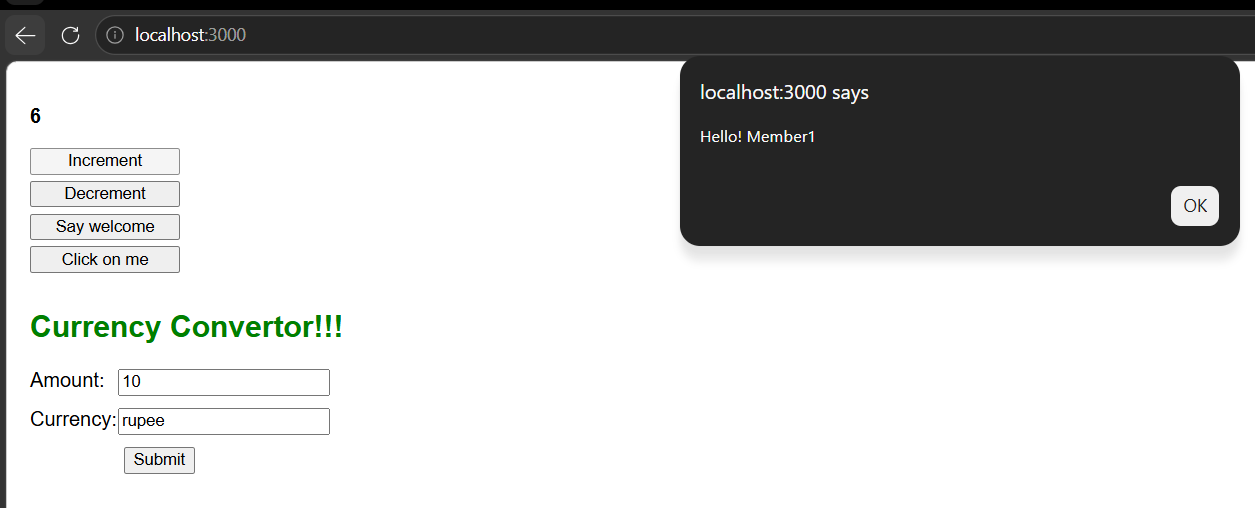 localhost:3000
localhost:3000 says
Hello! Member1
OK
6
Increment
Decrement
Say welcome
Click on me
Currency Convertor!!!
Amount: 10
Currency: rupee
Submit